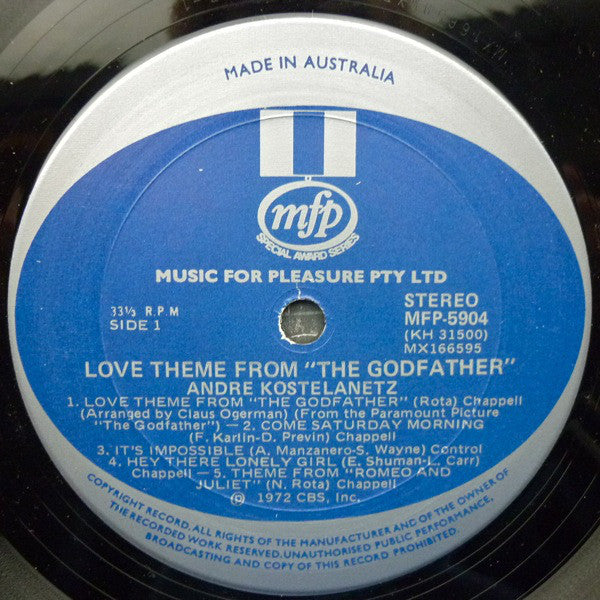 MADE IN AUSTRALIA
mfp
SPECIAL AWARD SERIES
MUSIC FOR PLEASURE PTY LTD
33⅓ R.P.M
SIDE 1
STEREO
MFP-5904
(KH 31500)
MX166595
LOVE THEME FROM "THE GODFATHER"
ANDRE KOSTELANETZ
1. LOVE THEME FROM "THE GODFATHER" (Rota) Chappell
(Arranged by Claus Ogerman) (From the Paramount Picture
"The Godfather") — 2. COME SATURDAY MORNING
(F. Karlin-D. Previn) Chappell
3. IT'S IMPOSSIBLE (A. Manzanero-S. Wayne) Control
4. HEY THERE LONELY GIRL (E. Shuman-L. Carr)
Chappell — 5. THEME FROM "ROMEO AND
JULIET" (N. Rota) Chappell
℗ 1972 CBS, Inc.
COPYRIGHT RECORD. ALL RIGHTS OF THE MANUFACTURER AND OF THE OWNER OF
THE RECORDED WORK RESERVED. UNAUTHORISED PUBLIC PERFORMANCE,
BROADCASTING AND COPY OF THIS RECORD PROHIBITED.